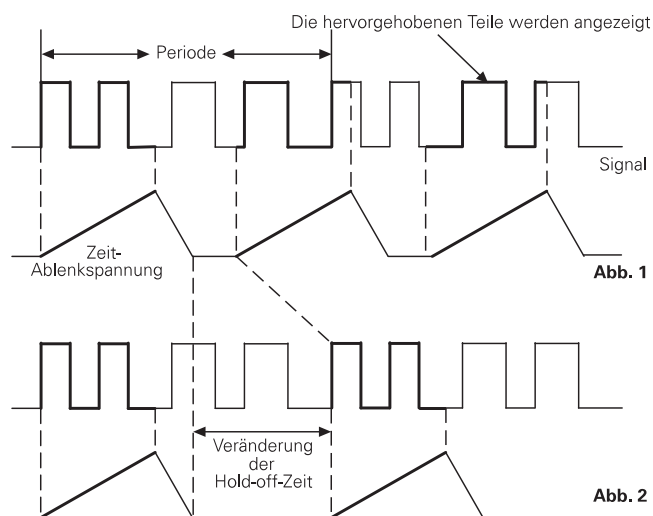 Die hervorgehobenen Teile werden angezeigt
Periode
Signal
Zeit-
Ablenkspannung
Abb. 1
Veränderung
der
Hold-off-Zeit
Abb. 2